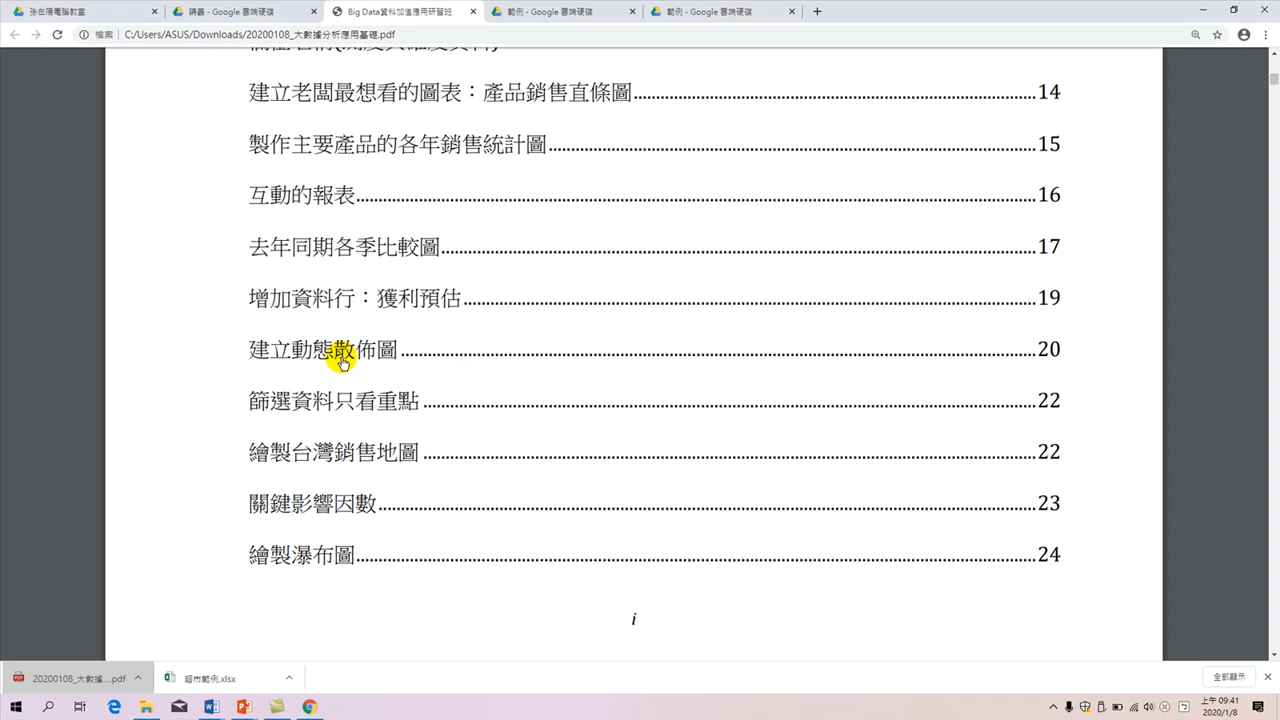 孫在陽電腦教室
講義 - Google 雲端硬碟
Big Data資料加值應用研習班
範例 - Google 雲端硬碟
範例 - Google 雲端硬碟
檔案 C:/Users/ASUS/Downloads/20200108_大數據分析應用基礎.pdf
建立老闆最想看的圖表：產品銷售直條圖 14
製作主要產品的各年銷售統計圖 15
互動的報表 16
去年同期各季比較圖 17
增加資料行：獲利預估 19
建立動態散佈圖 20
篩選資料只看重點 22
繪製台灣銷售地圖 22
關鍵影響因數 23
繪製瀑布圖 24
i
20200108_大數據....pdf
超市範例.xlsx
全部顯示
上午 09:41
2020/1/8